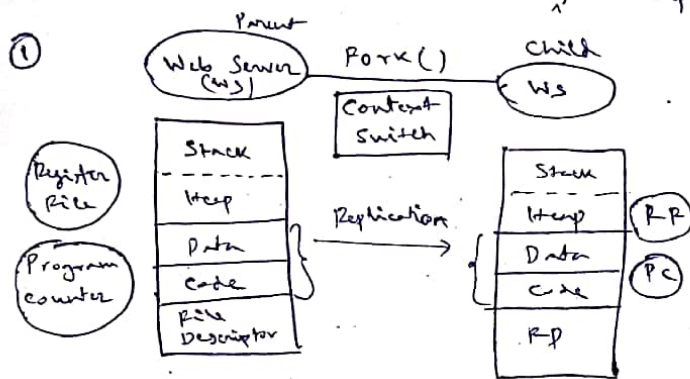 ①
Parent
Web Server
(WS)
Fork()
Child
WS
Context
Switch
Register
File
Program
Counter
Stack
Heap
Data
Code
File
Descriptor
Replication
Stack
Heap
Data
Code
FD
RF
PC